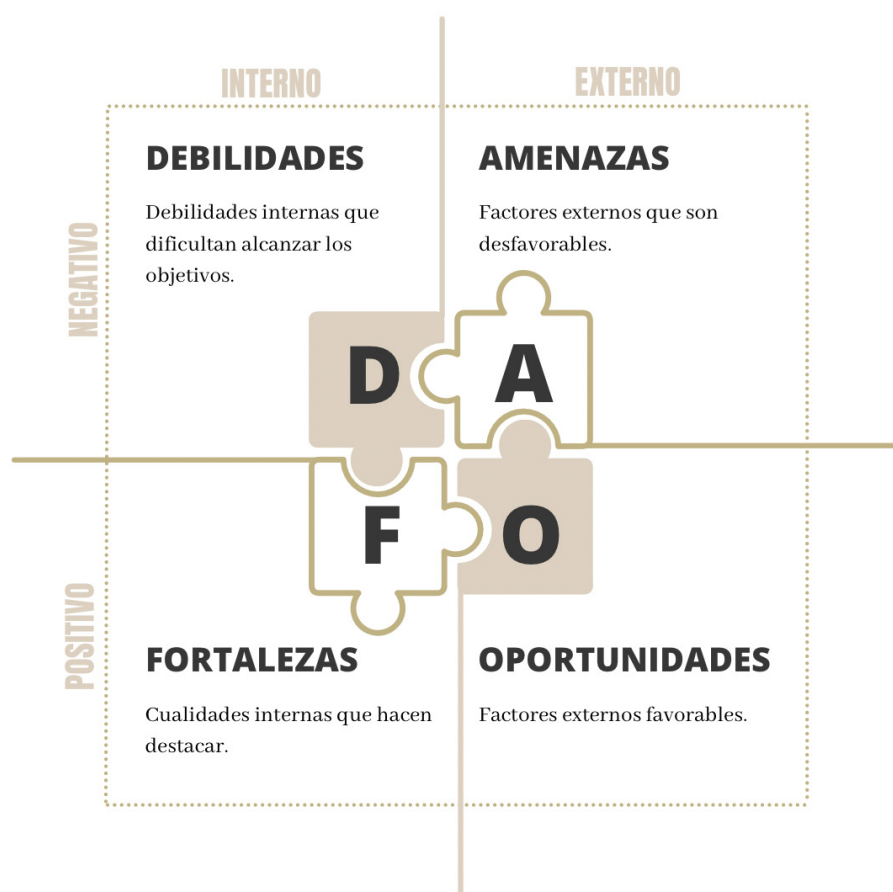 INTERNO
EXTERNO
NEGATIVO
DEBILIDADES
Debilidades internas que
dificultan alcanzar los
objetivos.
AMENAZAS
Factores externos que son
desfavorables.
D
A
F
O
POSITIVO
FORTALEZAS
Cualidades internas que hacen
destacar.
OPORTUNIDADES
Factores externos favorables.